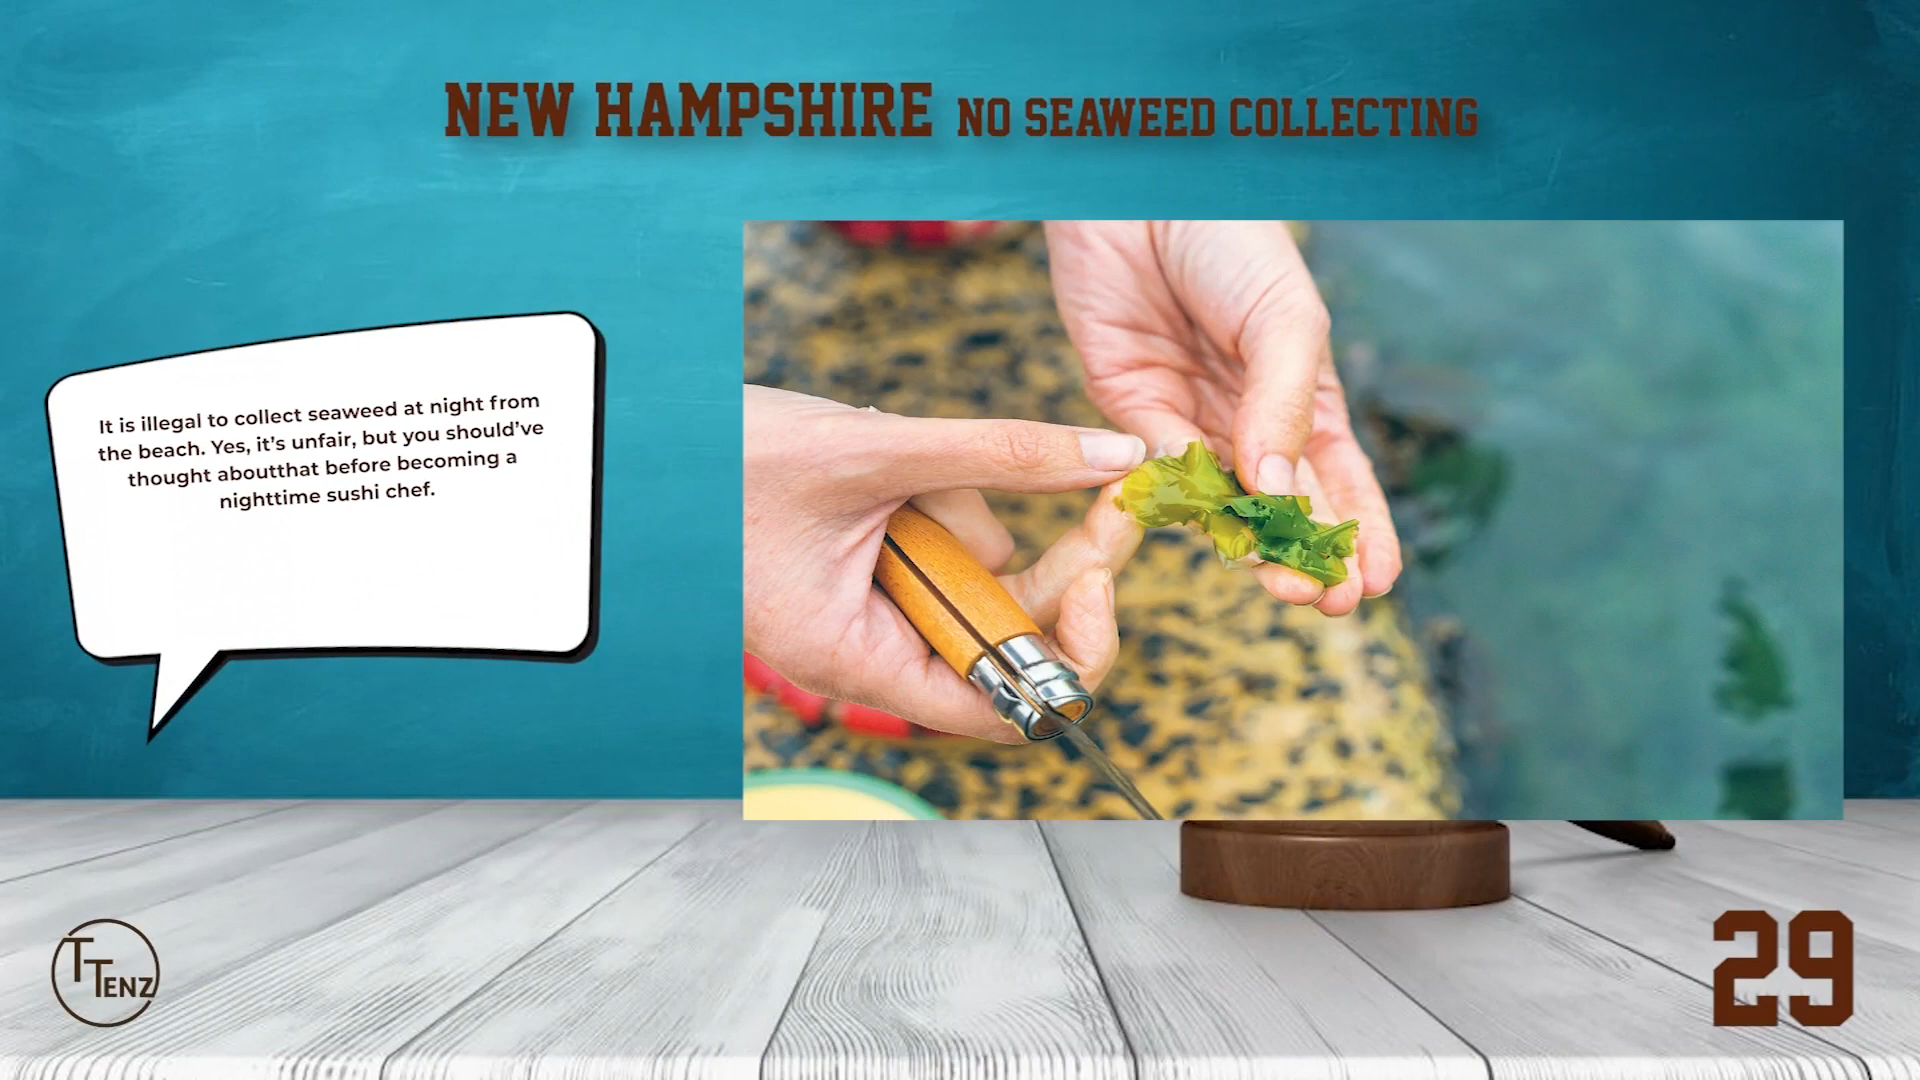 NEW HAMPSHIRE NO SEAWEED COLLECTING
It is illegal to collect seaweed at night from
the beach. Yes, it's unfair, but you should've
thought aboutthat before becoming a
nighttime sushi chef.
T
TENZ
29